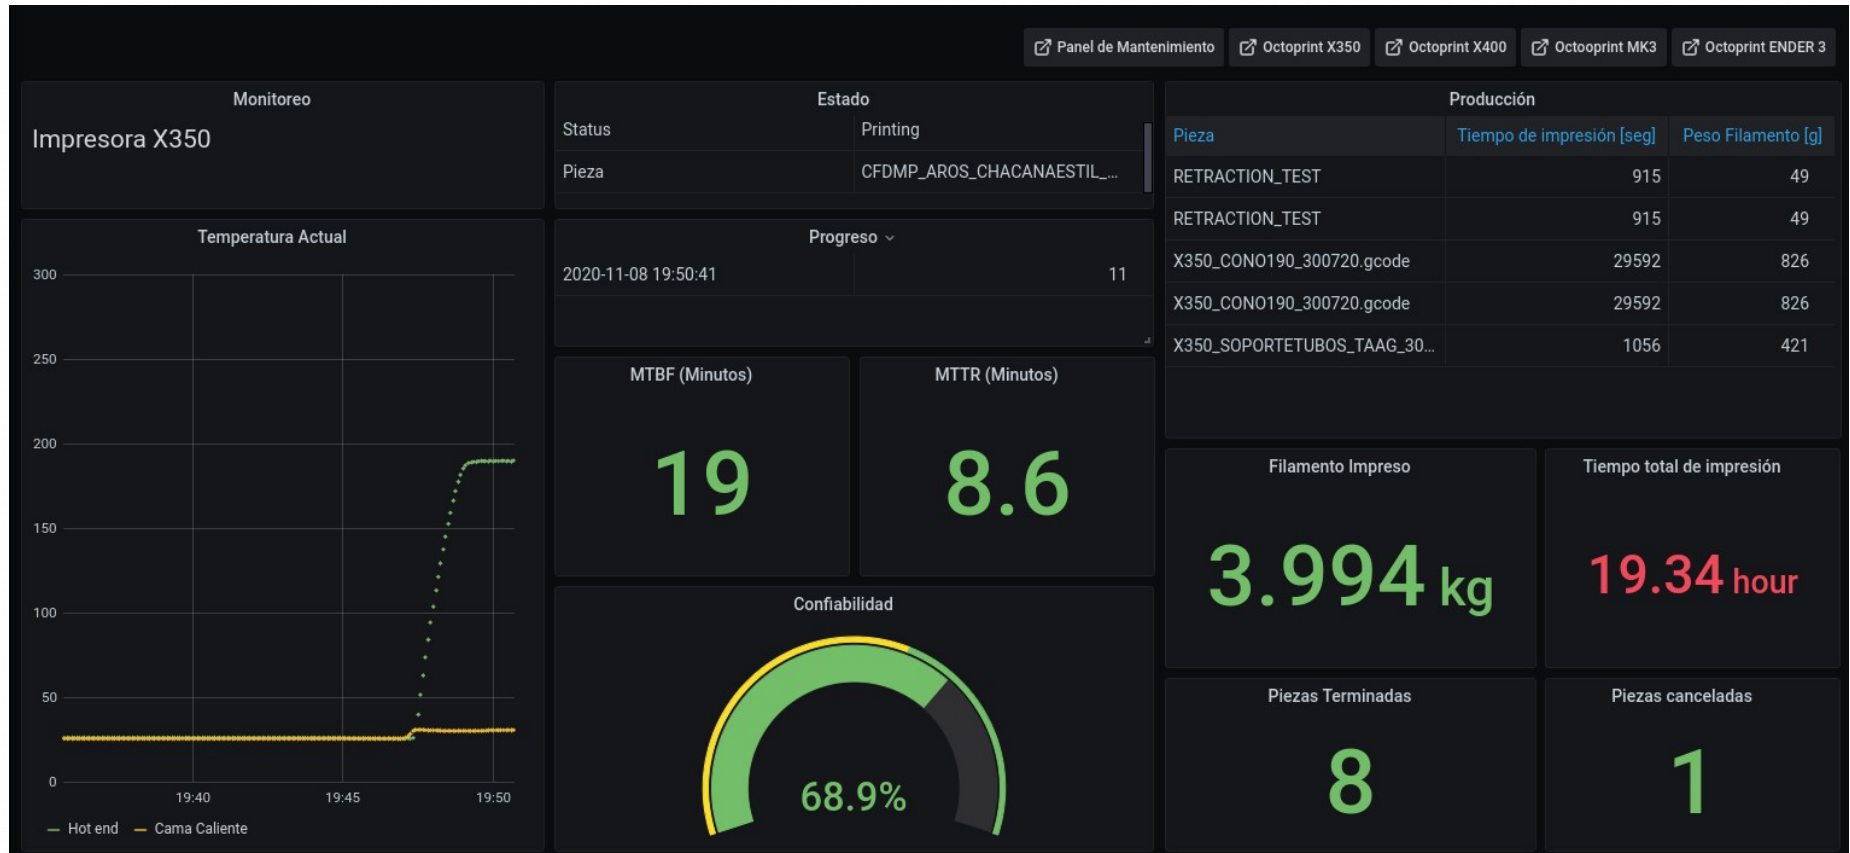 Panel de Mantenimiento Octoprint X350 Octoprint X400 Octooprint MK3 Octoprint ENDER 3
Monitoreo
Impresora X350
Estado
Status Printing
Pieza CFDMP_AROS_CHACANAESTIL_...
Progreso
2020-11-08 19:50:41 11
Producción
Pieza Tiempo de impresión [seg] Peso Filamento [g]
RETRACTION_TEST 915 49
RETRACTION_TEST 915 49
X350_CONO190_300720.gcode 29592 826
X350_CONO190_300720.gcode 29592 826
X350_SOPORTETUBOS_TAAG_30... 1056 421
Temperatura Actual
300
250
200
150
100
50
0
19:40 19:45 19:50
Hot end Cama Caliente
MTBF (Minutos)
19
MTTR (Minutos)
8.6
Confiabilidad
68.9%
Filamento Impreso
3.994 kg
Tiempo total de impresión
19.34 hour
Piezas Terminadas
8
Piezas canceladas
1